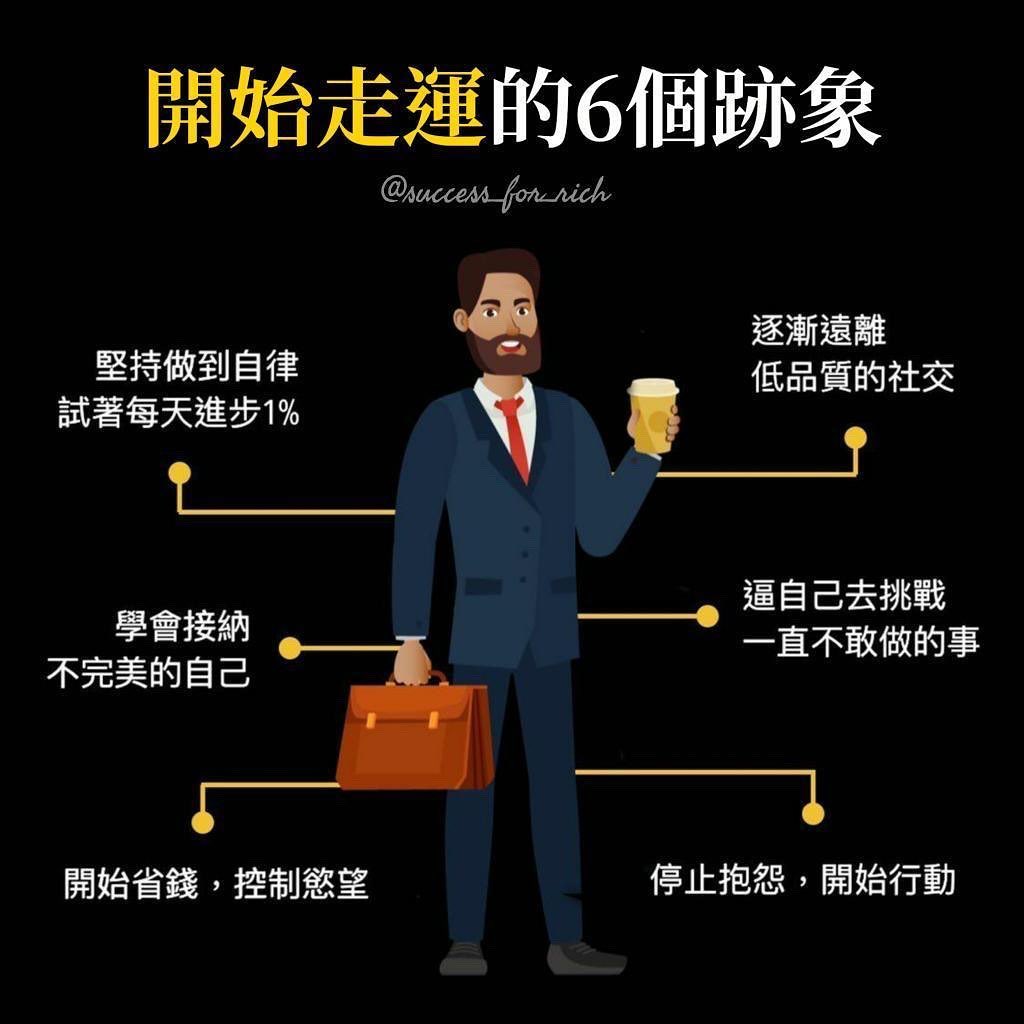 開始走運的6個跡象
@success_for_rich
堅持做到自律
試著每天進步1%
逐漸遠離
低品質的社交
學會接納
不完美的自己
逼自己去挑戰
一直不敢做的事
開始省錢，控制慾望
停止抱怨，開始行動